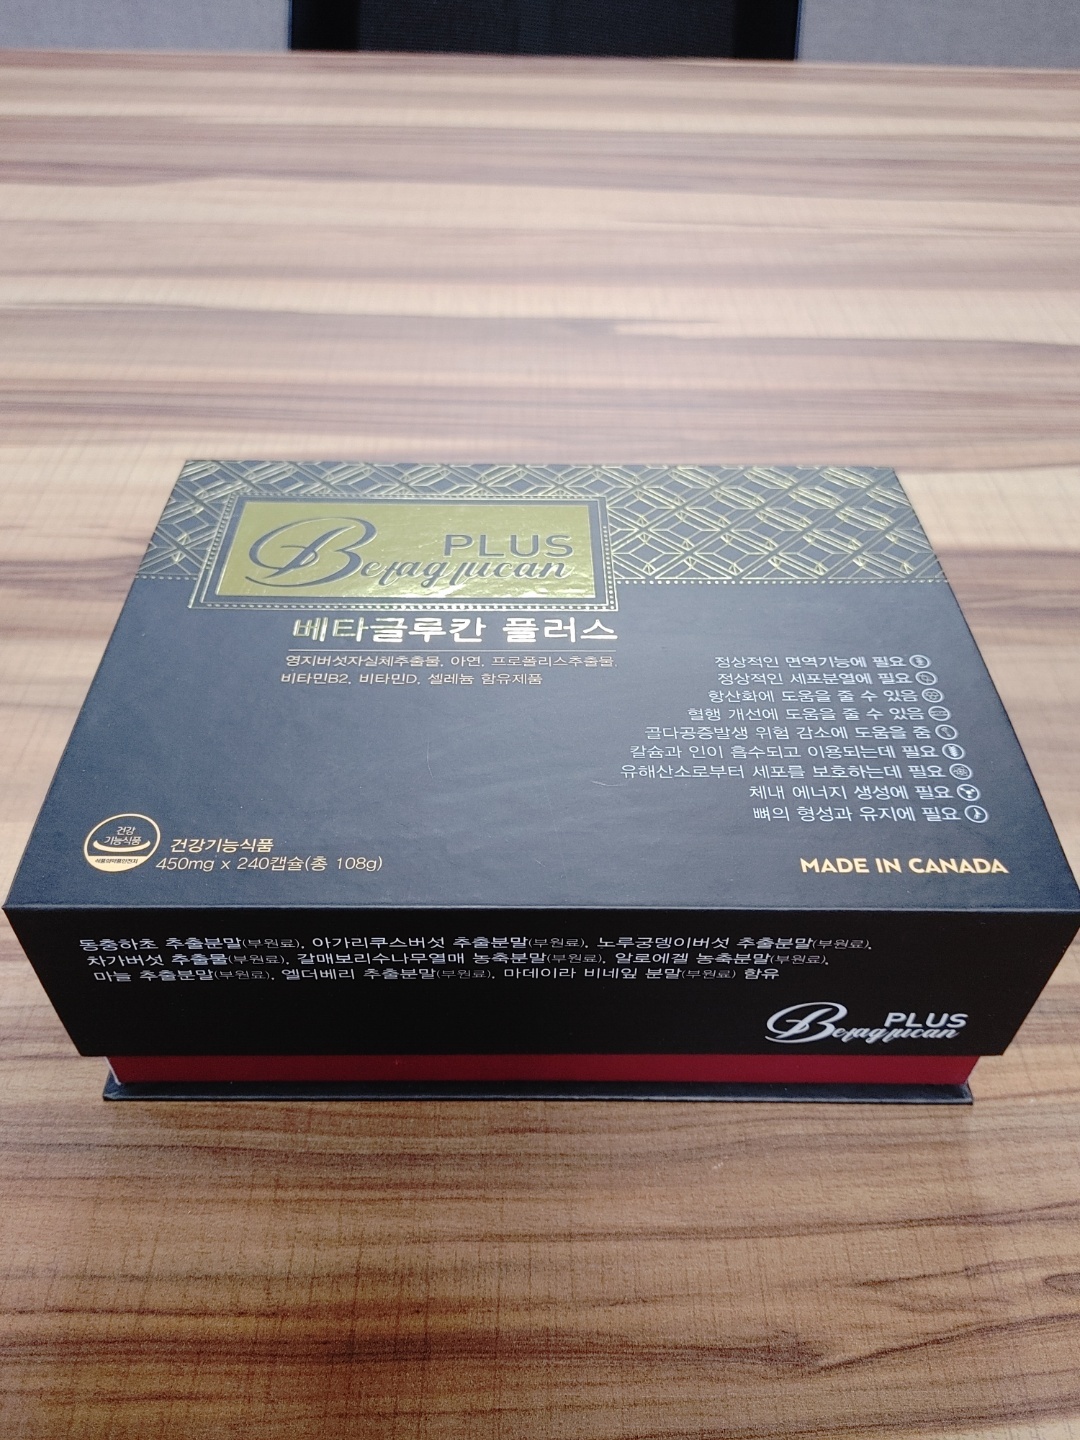 PLUS
Betaglucan
베타글루칸 플러스
영지버섯자실체추출물, 아연, 프로폴리스추출물,
비타민B2, 비타민D, 셀레늄 함유제품
정상적인 면역기능에 필요
정상적인 세포분열에 필요
항산화에 도움을 줄 수 있음
혈행 개선에 도움을 줄 수 있음
골다공증발생 위험 감소에 도움을 줌
칼슘과 인이 흡수되고 이용되는데 필요
유해산소로부터 세포를 보호하는데 필요
체내 에너지 생성에 필요
뼈의 형성과 유지에 필요
건강
기능식품
식품의약품안전처
건강기능식품
450mg x 240캡슐(총 108g)
MADE IN CANADA
동충하초 추출분말(부원료), 아가리쿠스버섯 추출분말(부원료), 노루궁뎅이버섯 추출분말(부원료),
차가버섯 추출물(부원료), 갈매보리수나무열매 농축분말(부원료), 알로에겔 농축분말(부원료),
마늘 추출분말(부원료), 엘더베리 추출분말(부원료), 마데이라 비네잎 분말(부원료) 함유
PLUS
Betaglucan